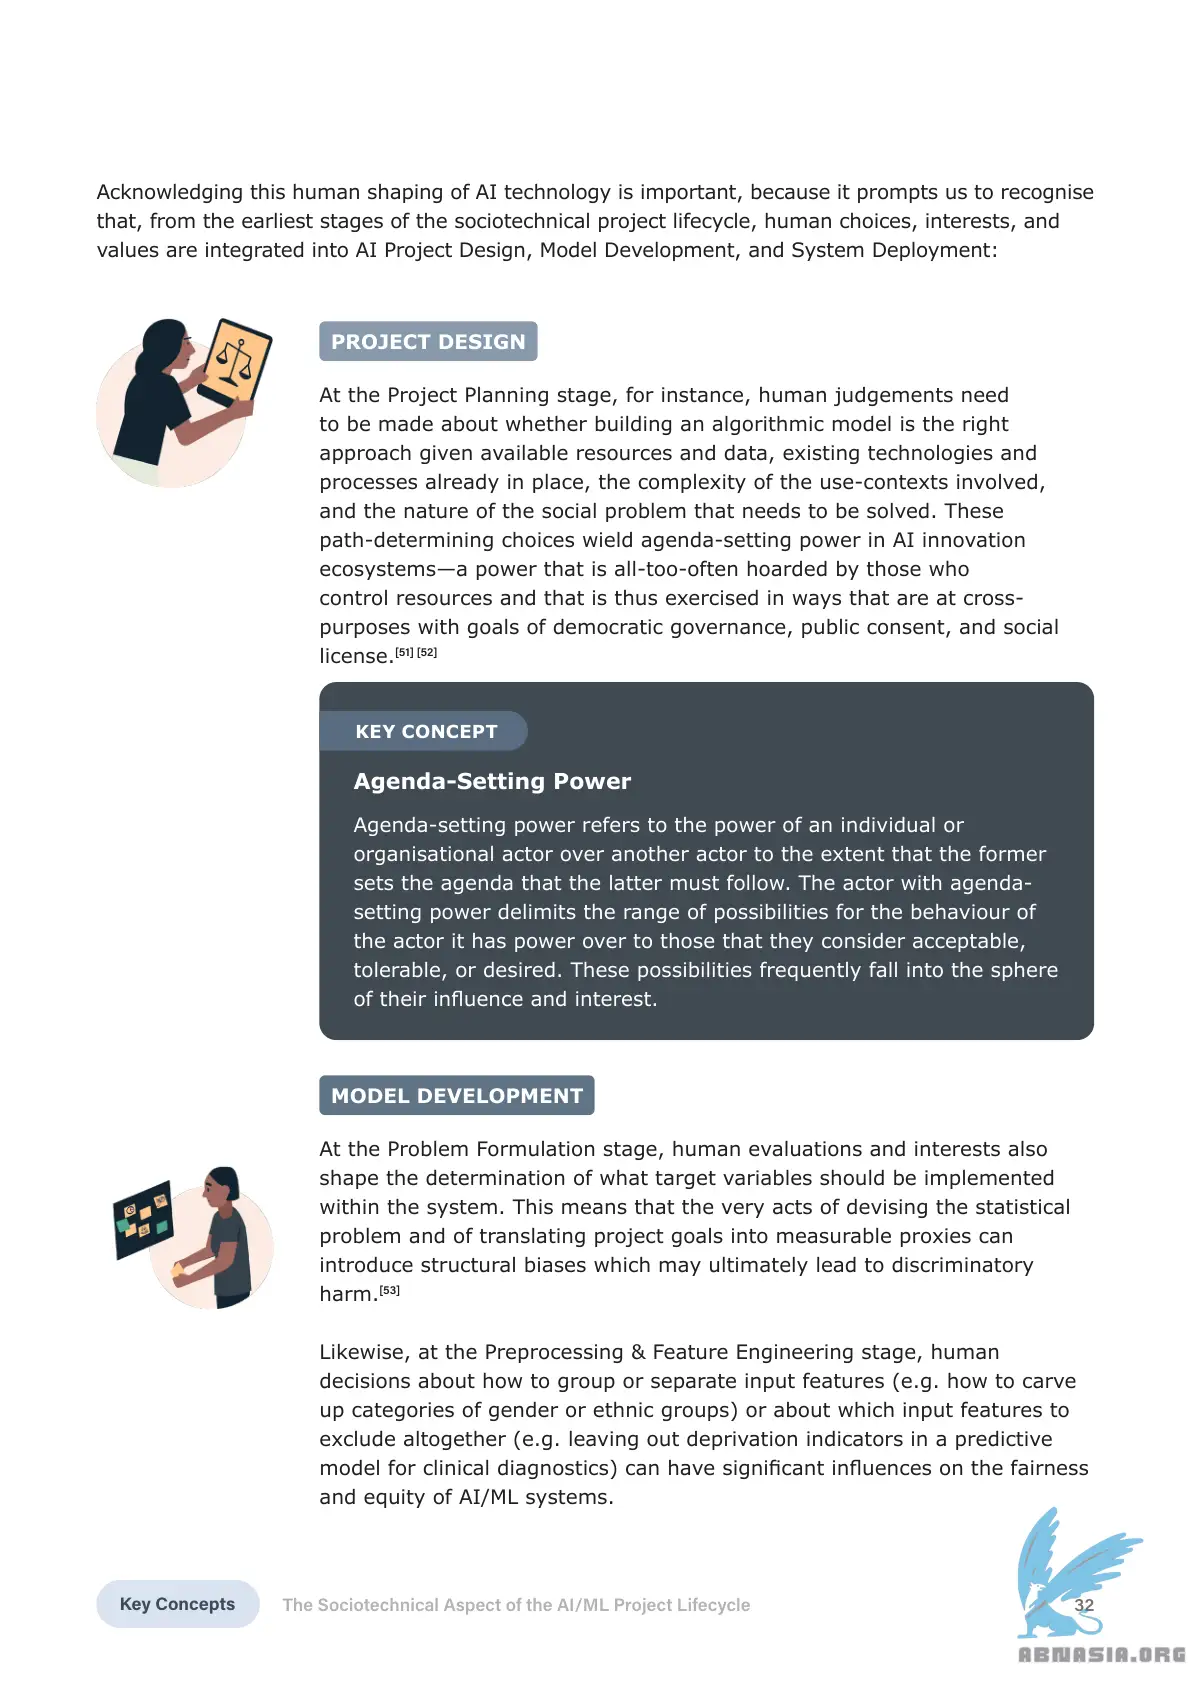 Acknowledging this human shaping of AI technology is important, because it prompts us to recognise
that, from the earliest stages of the sociotechnical project lifecycle, human choices, interests, and
values are integrated into AI Project Design, Model Development, and System Deployment:
PROJECT DESIGN
At the Project Planning stage, for instance, human judgements need
to be made about whether building an algorithmic model is the right
approach given available resources and data, existing technologies and
processes already in place, the complexity of the use-contexts involved,
and the nature of the social problem that needs to be solved. These
path-determining choices wield agenda-setting power in AI innovation
ecosystems—a power that is all-too-often hoarded by those who
control resources and that is thus exercised in ways that are at cross-
purposes with goals of democratic governance, public consent, and social
license.[51] [52]
KEY CONCEPT
Agenda-Setting Power
Agenda-setting power refers to the power of an individual or
organisational actor over another actor to the extent that the former
sets the agenda that the latter must follow. The actor with agenda-
setting power delimits the range of possibilities for the behaviour of
the actor it has power over to those that they consider acceptable,
tolerable, or desired. These possibilities frequently fall into the sphere
of their influence and interest.
MODEL DEVELOPMENT
At the Problem Formulation stage, human evaluations and interests also
shape the determination of what target variables should be implemented
within the system. This means that the very acts of devising the statistical
problem and of translating project goals into measurable proxies can
introduce structural biases which may ultimately lead to discriminatory
harm.[53]
Likewise, at the Preprocessing & Feature Engineering stage, human
decisions about how to group or separate input features (e.g. how to carve
up categories of gender or ethnic groups) or about which input features to
exclude altogether (e.g. leaving out deprivation indicators in a predictive
model for clinical diagnostics) can have significant influences on the fairness
and equity of AI/ML systems.
Key Concepts The Sociotechnical Aspect of the AI/ML Project Lifecycle 32
ABNASIA.ORG